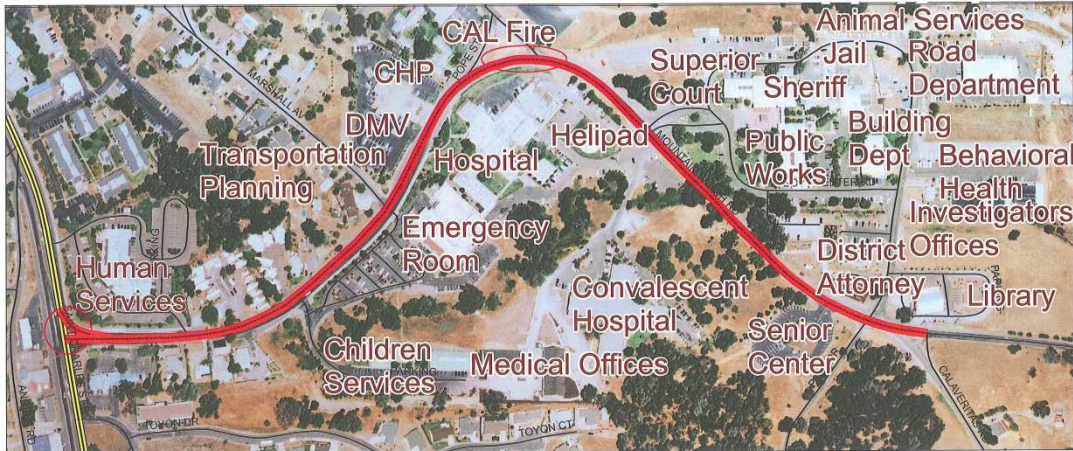 Animal Services
CAL Fire
Jail
Road
Department
Superior
Court
Sheriff
CHP
POPE ST
MARSHALL AV
DMV
Helipad
Building
Dept
Public
Works
Transportation
Planning
Hospital
Behavioral
Health
Investigators
Offices
Emergency
Room
District
Attorney
Human
Services
Convalescent
Hospital
Library
Senior
Center
Children
Services
PARKING
Medical Offices
TOYON DR
TOYON CT